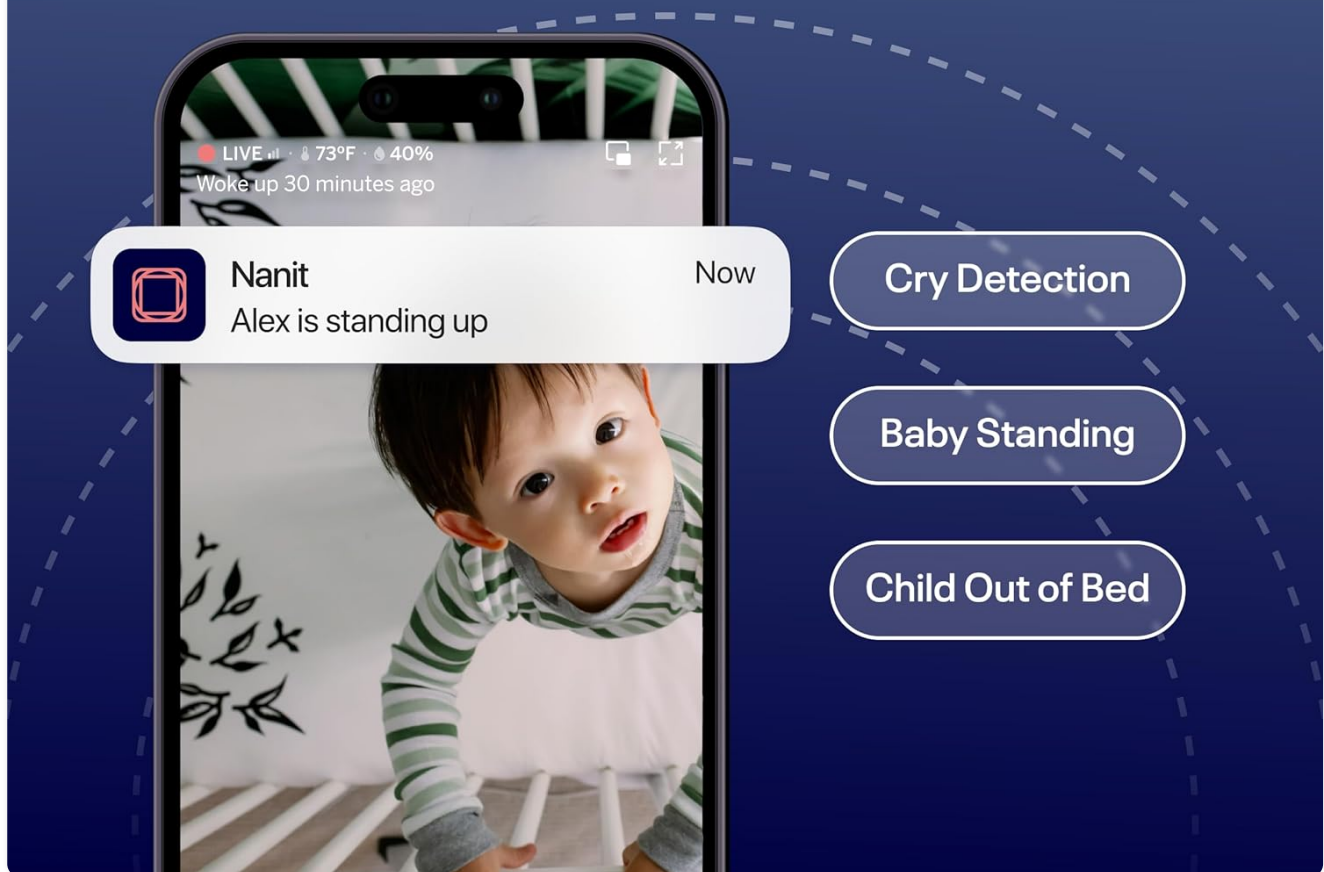 LIVE · 73°F · 40%
Woke up 30 minutes ago
Nanit
Now
Alex is standing up
Cry Detection
Baby Standing
Child Out of Bed